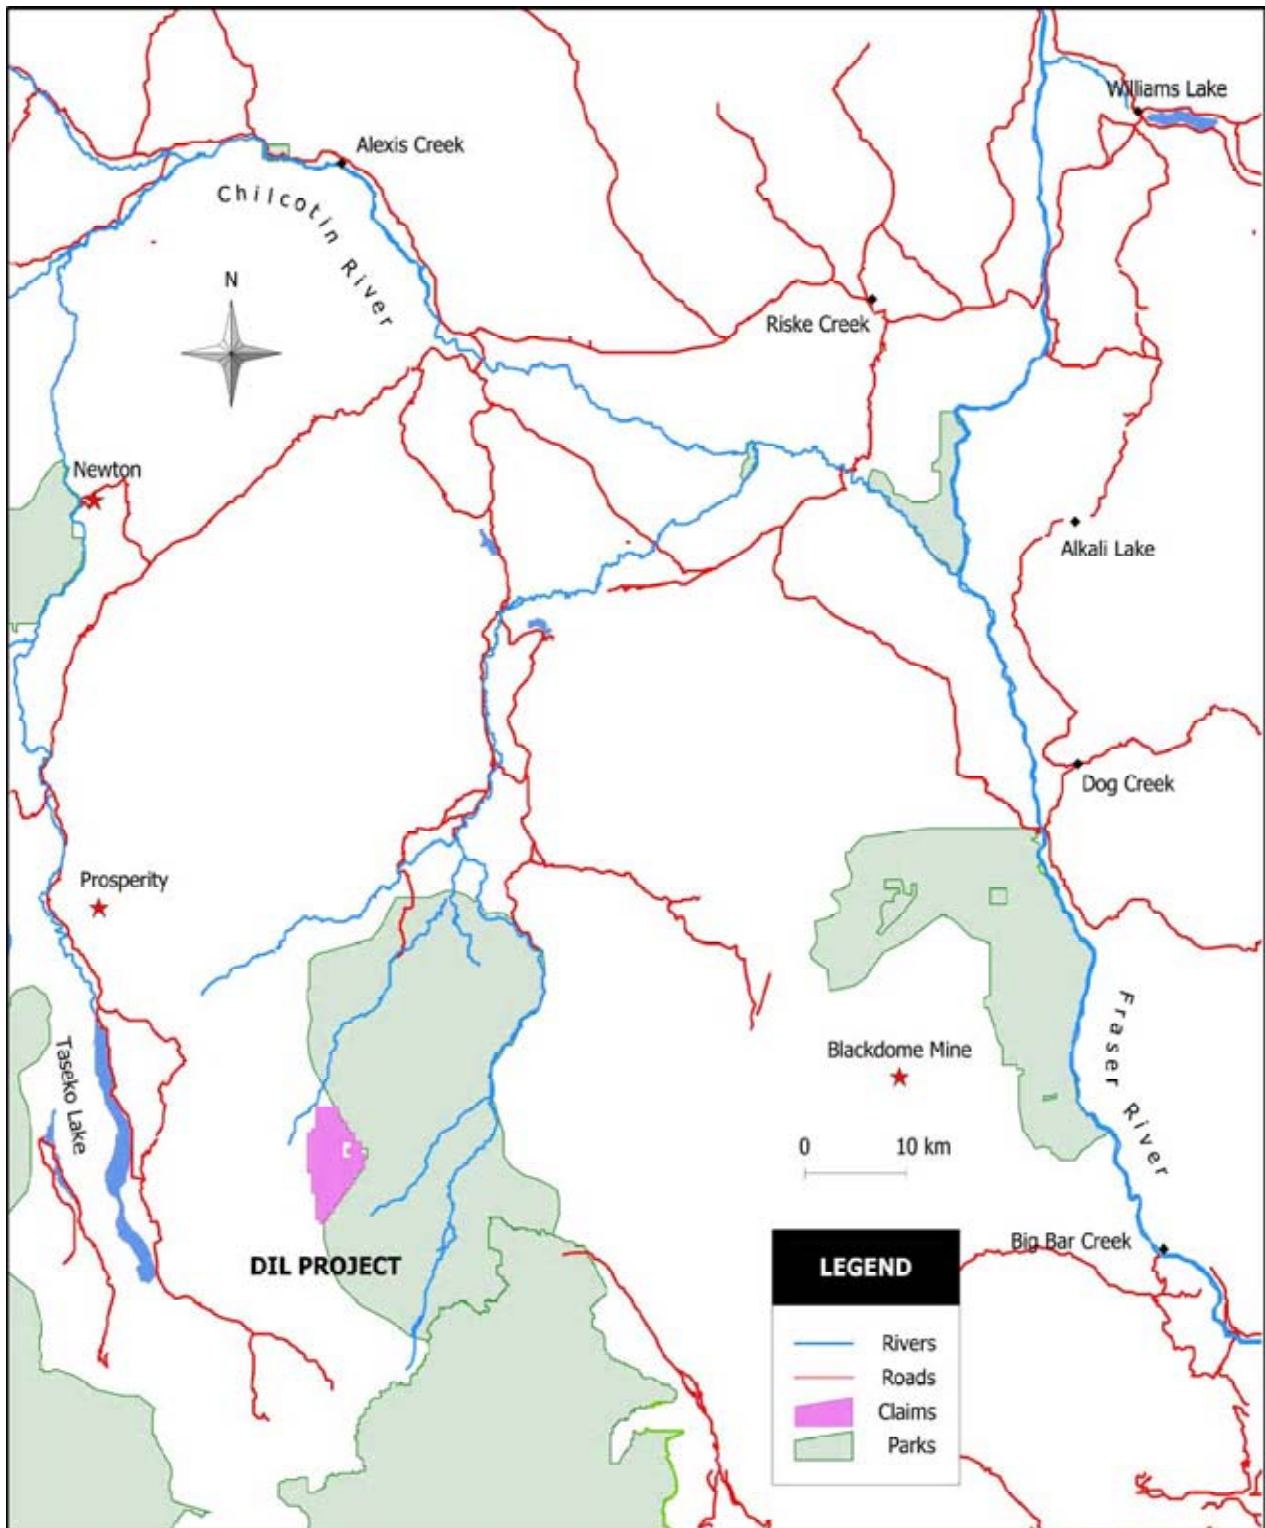 Williams Lake
Alexis Creek
Chilcotin River
N
Riske Creek
Newton
Alkali Lake
Dog Creek
Prosperity
Fraser River
Taseko Lake
Blackdome Mine
0 10 km
Big Bar Creek
DIL PROJECT
LEGEND
Rivers
Roads
Claims
Parks